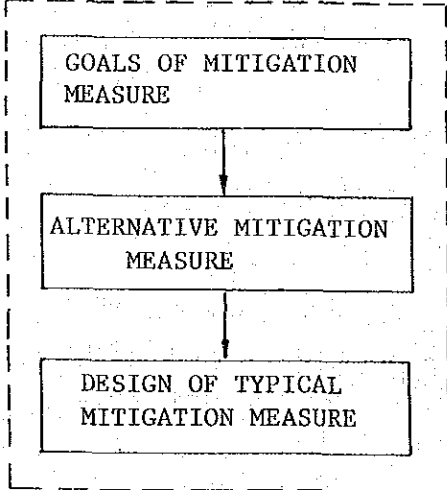 GOALS OF MITIGATION
MEASURE
ALTERNATIVE MITIGATION
MEASURE
DESIGN OF TYPICAL
MITIGATION MEASURE